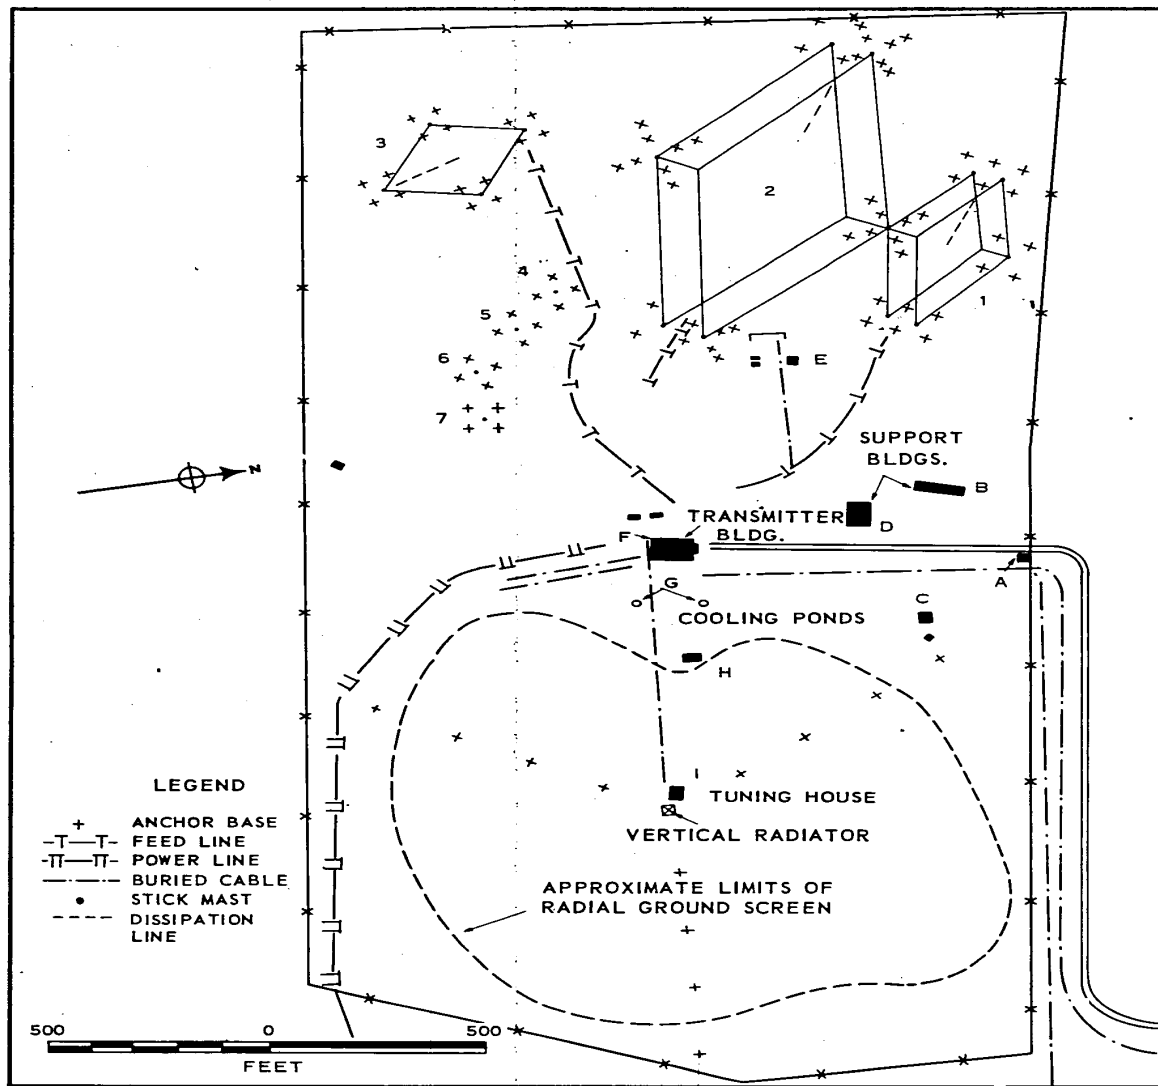 3
2
4
5
1
6
E
7
SUPPORT
BLDGS.
N
B
TRANSMITTER
BLDG.
D
F
A
G
C
COOLING PONDS
H
I
TUNING HOUSE
VERTICAL RADIATOR
LEGEND
ANCHOR BASE
-T—T- FEED LINE
POWER LINE
BURIED CABLE
STICK MAST
DISSIPATION
LINE
APPROXIMATE LIMITS OF
RADIAL GROUND SCREEN
500 0 500
FEET